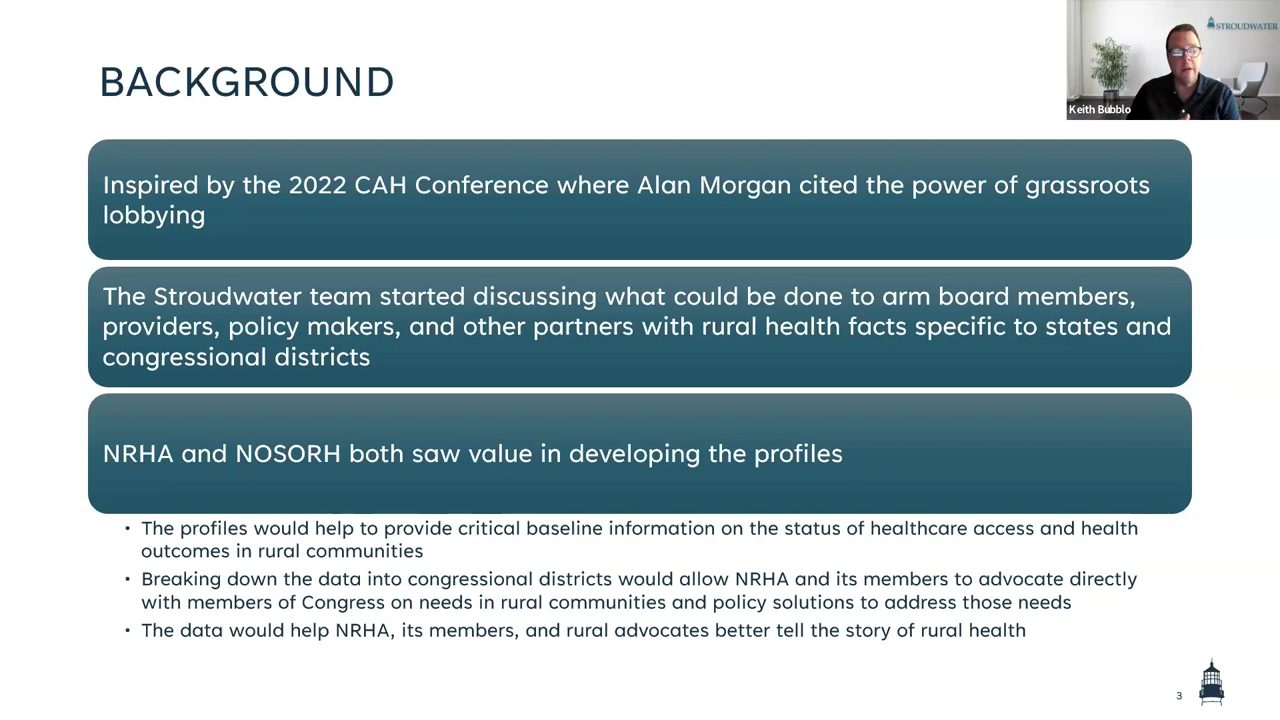 STROUDWATER
Keith Bubblo
BACKGROUND
Inspired by the 2022 CAH Conference where Alan Morgan cited the power of grassroots
lobbying
The Stroudwater team started discussing what could be done to arm board members,
providers, policy makers, and other partners with rural health facts specific to states and
congressional districts
NRHA and NOSORH both saw value in developing the profiles
• The profiles would help to provide critical baseline information on the status of healthcare access and health
outcomes in rural communities
• Breaking down the data into congressional districts would allow NRHA and its members to advocate directly
with members of Congress on needs in rural communities and policy solutions to address those needs
• The data would help NRHA, its members, and rural advocates better tell the story of rural health
3